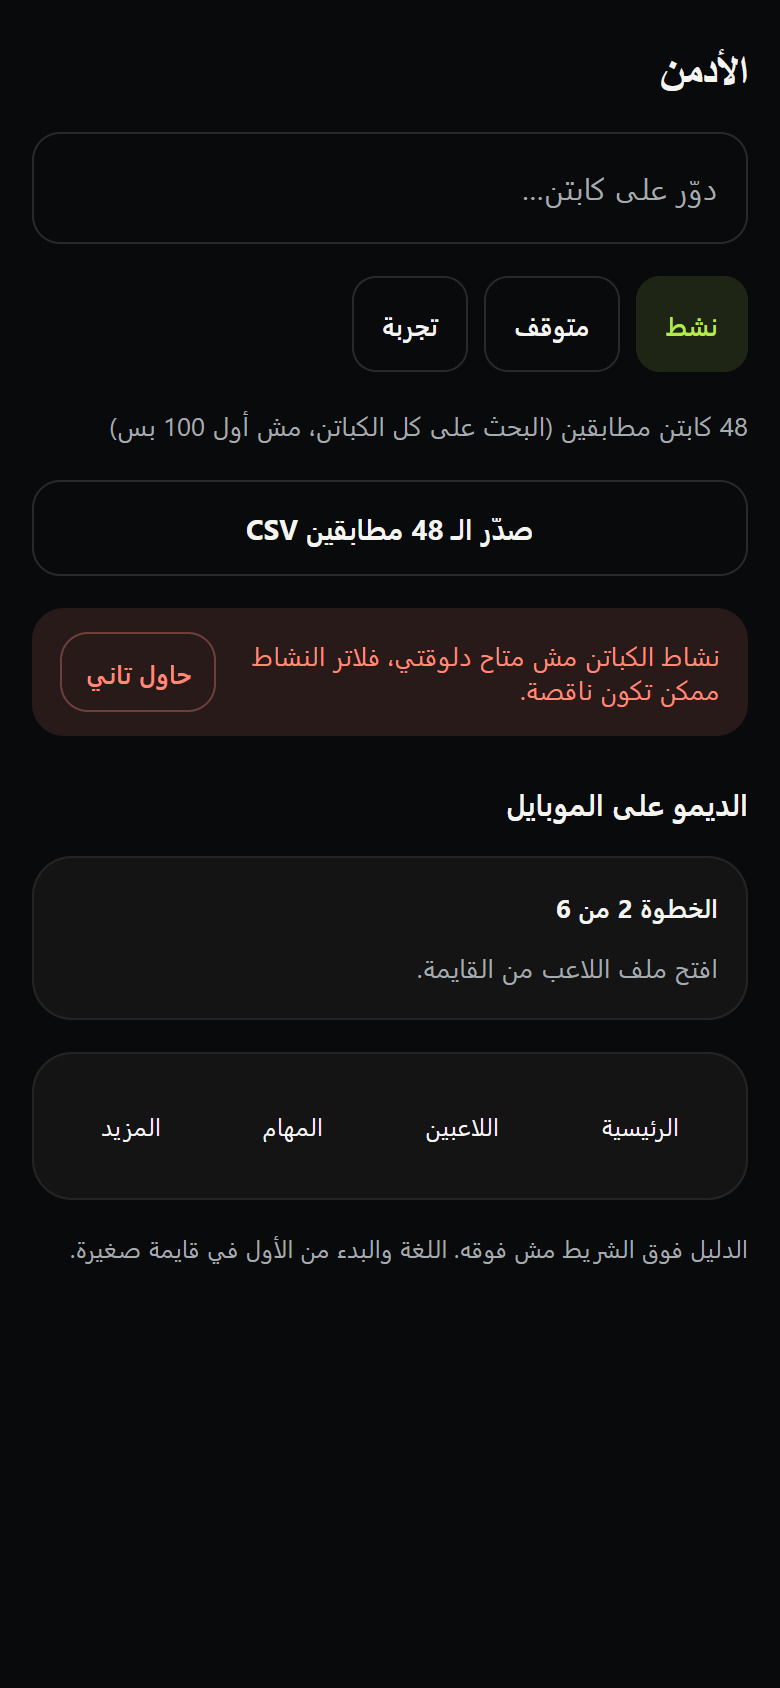 الأدمن
دوّر على كابتن...
نشط
متوقف
تجربة
48 كابتن مطابقين (البحث على كل الكباتن، مش أول 100 بس)
صدّر الـ 48 مطابقين CSV
نشاط الكباتن مش متاح دلوقتي، فلاتر النشاط
ممكن تكون ناقصة.
حاول تاني
الديمو على الموبايل
الخطوة 2 من 6
افتح ملف اللاعب من القايمة.
الرئيسية
اللاعبين
المهام
المزيد
الدليل فوق الشريط مش فوقه. اللغة والبدء من الأول في قايمة صغيرة.